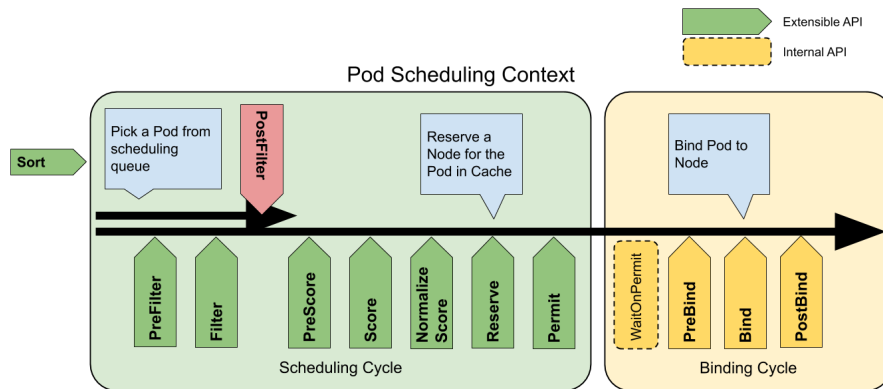 Extensible API
Internal API
Pod Scheduling Context
Pick a Pod from
scheduling
queue
PostFilter
Reserve a
Node for the
Pod in Cache
Bind Pod to
Node
Sort
PreFilter
Filter
PreScore
Score
Normalize
Score
Reserve
Permit
WaitOnPermit
PreBind
Bind
PostBind
Scheduling Cycle
Binding Cycle